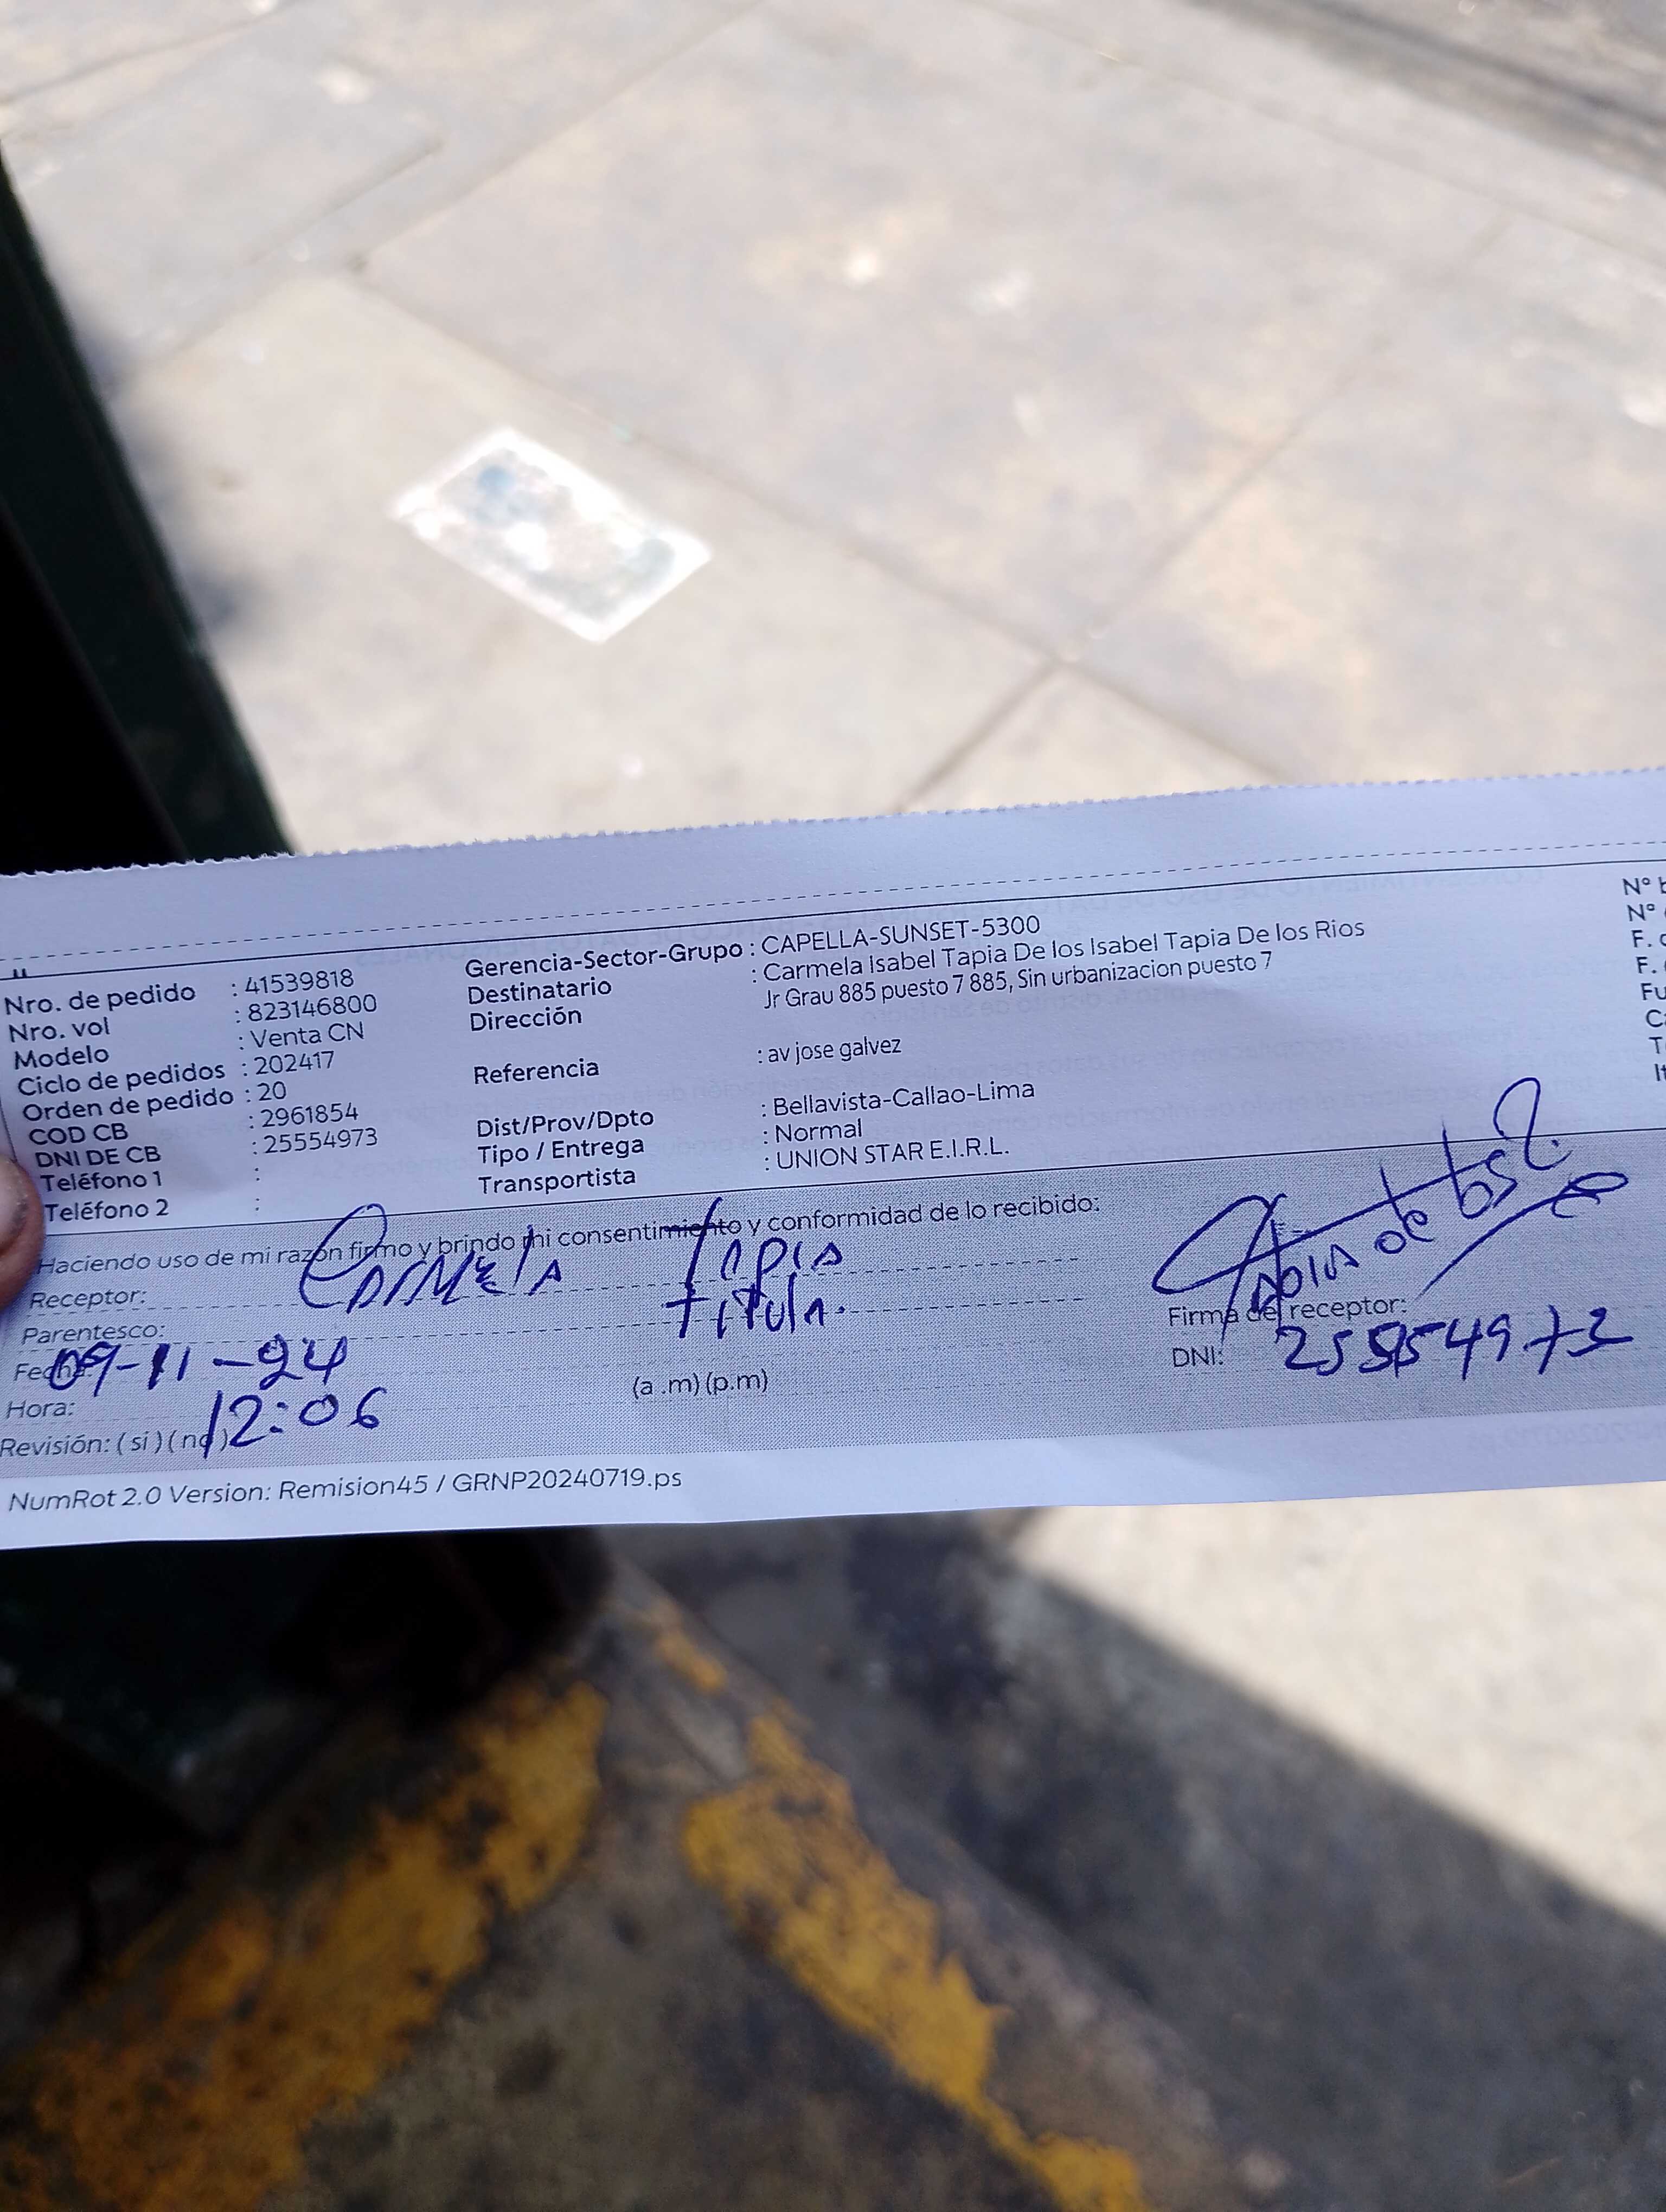 Nro. de pedido : 41539818
Nro. vol : 823146800
Modelo : Venta CN
Ciclo de pedidos : 202417
Orden de pedido : 20
COD CB : 2961854
DNI DE CB : 25554973
Teléfono 1 :
Teléfono 2 :
Gerencia-Sector-Grupo : CAPELLA-SUNSET-5300
Destinatario : Carmela Isabel Tapia De los Isabel Tapia De los Rios
Dirección Jr Grau 885 puesto 7 885, Sin urbanizacion puesto 7
Referencia : av jose galvez
Dist/Prov/Dpto : Bellavista-Callao-Lima
Tipo / Entrega : Normal
Transportista : UNION STAR E.I.R.L.
Nº
Nº
F.
F.
Haciendo uso de mi razón firmo y brindo mi consentimiento y conformidad de lo recibido:
Receptor: Carmela Tapia
Parentesco: titula.
Fecha: 09-11-24
Hora: 12:06 (a .m) (p.m)
Revisión: ( si ) ( no )
Firma del receptor:
DNI:
NumRot 2.0 Version: Remision45 / GRNP20240719.ps